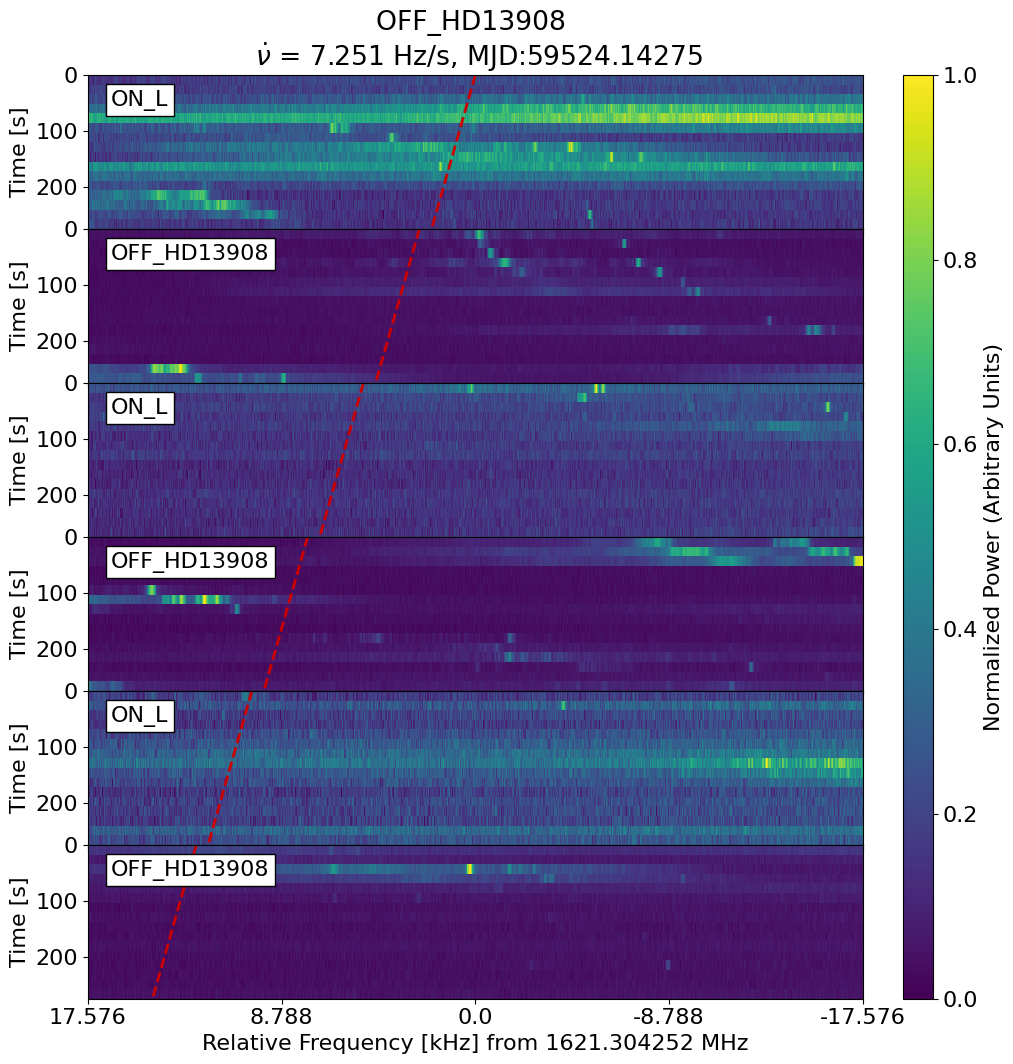 OFF_HD13908
ν̇ = 7.251 Hz/s, MJD:59524.14275
ON_L
OFF_HD13908
ON_L
OFF_HD13908
ON_L
OFF_HD13908
Time [s]
Time [s]
Time [s]
Time [s]
Time [s]
Time [s]
0
100
200
0
100
200
0
100
200
0
100
200
0
100
200
0
100
200
17.576 8.788 0.0 -8.788 -17.576
Relative Frequency [kHz] from 1621.304252 MHz
1.0
0.8
0.6
0.4
0.2
0.0
Normalized Power (Arbitrary Units)